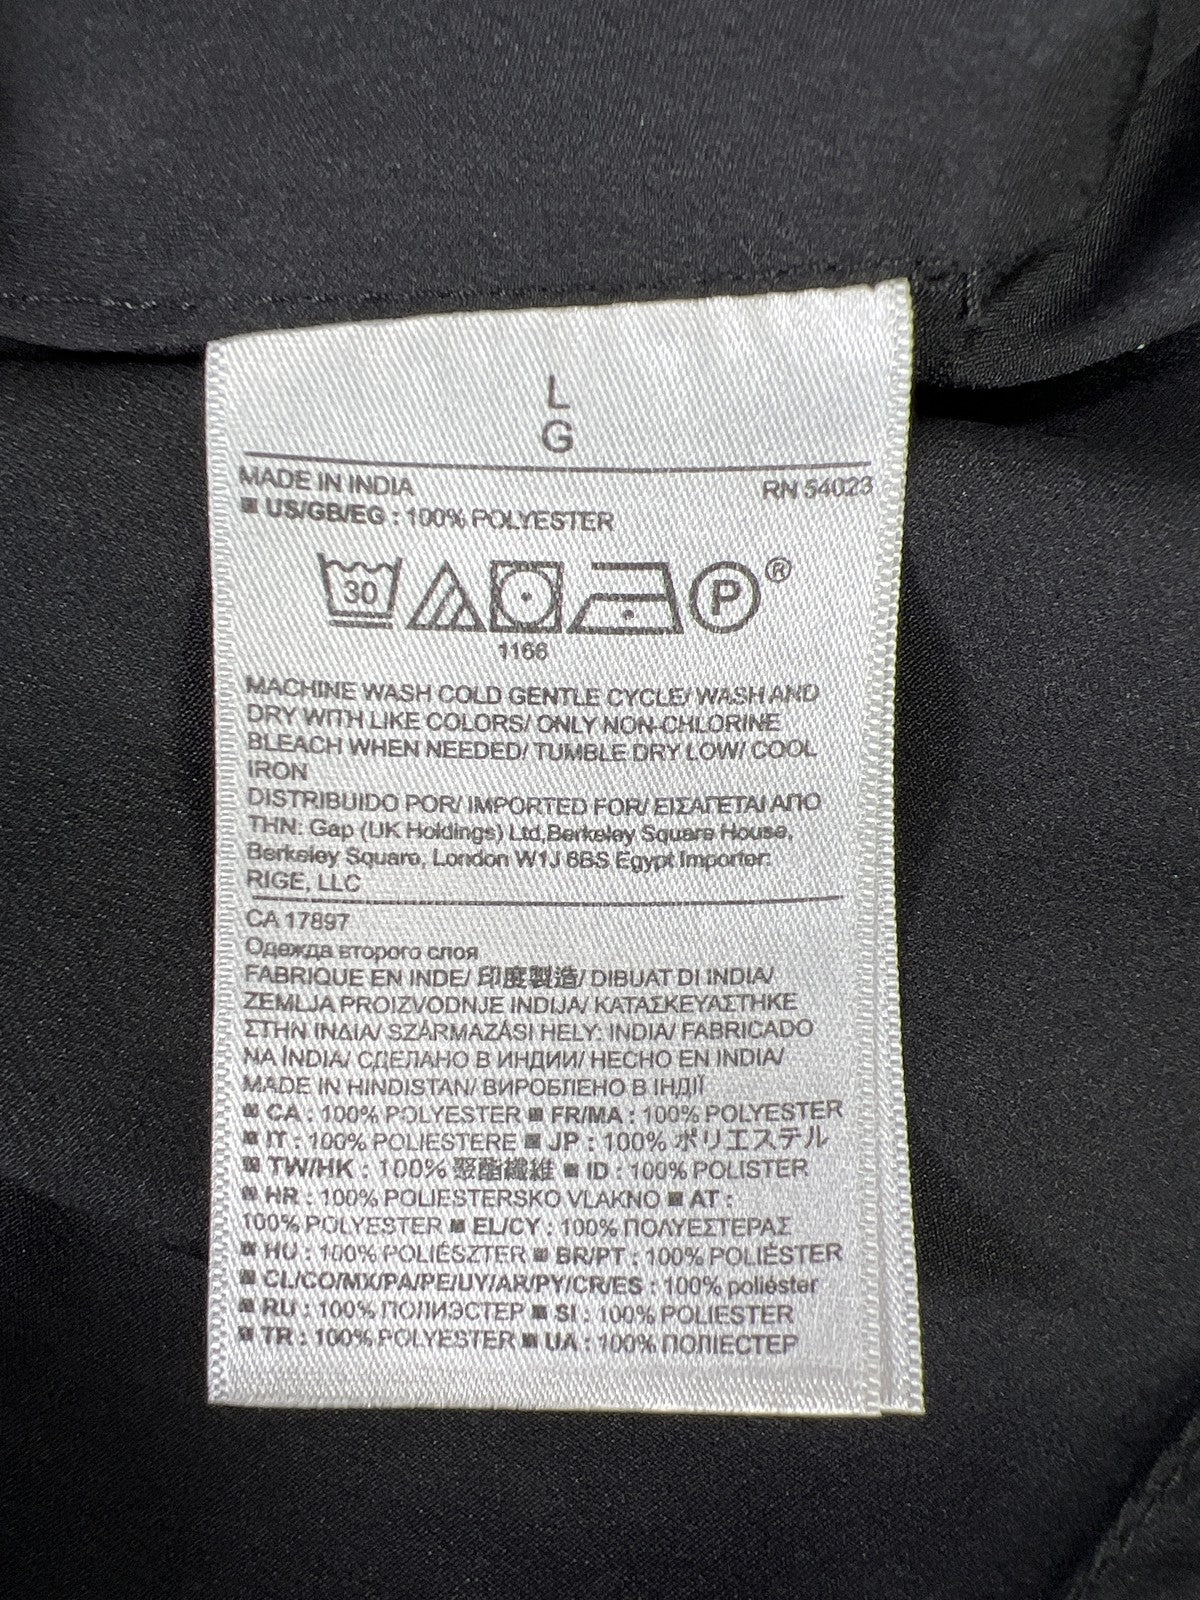 L
G
MADE IN INDIA RN 54023
■ US/GB/EG : 100% POLYESTER
30 P ®
1166
MACHINE WASH COLD GENTLE CYCLE/ WASH AND
DRY WITH LIKE COLORS/ ONLY NON-CHLORINE
BLEACH WHEN NEEDED/ TUMBLE DRY LOW/ COOL
IRON
DISTRIBUIDO POR/ IMPORTED FOR/ ΕΙΣΑΓΕΤΑΙ ΑΠΟ
ΤΗΝ: Gap (UK Holdings) Ltd,Berkeley Square House,
Berkeley Square, London W1J 6BS Egypt Importer:
RIGE, LLC
CA 17897
Одежда второго слоя
FABRIQUE EN INDE/ 印度製造/ DIBUAT DI INDIA/
ZEMLJA PROIZVODNJE INDIJA/ ΚΑΤΑΣΚΕΥΑΣΤΗΚΕ
ΣΤΗΝ ΙΝΔΙΑ/ SZÁRMAZÁSI HELY: INDIA/ FABRICADO
NA ÍNDIA/ СДЕЛАНО В ИНДИИ/ HECHO EN INDIA/
MADE IN HINDISTAN/ ВИРОБЛЕНО В ІНДІЇ
■ CA : 100% POLYESTER ■ FR/MA : 100% POLYESTER
■ IT : 100% POLIESTERE ■ JP : 100% ポリエステル
■ TW/HK : 100% 聚酯纖維 ■ ID : 100% POLISTER
■ HR : 100% POLIESTERSKO VLAKNO ■ AT :
100% POLYESTER ■ EL/CY : 100% ΠΟΛΥΕΣΤΕΡΑΣ
■ HU : 100% POLIÉSZTER ■ BR/PT : 100% POLIÉSTER
■ CL/CO/MX/PA/PE/UY/AR/PY/CR/ES : 100% poliéster
■ RU : 100% ПОЛИЭСТЕР ■ SI : 100% POLIESTER
■ TR : 100% POLYESTER ■ UA : 100% ПОЛІЕСТЕР